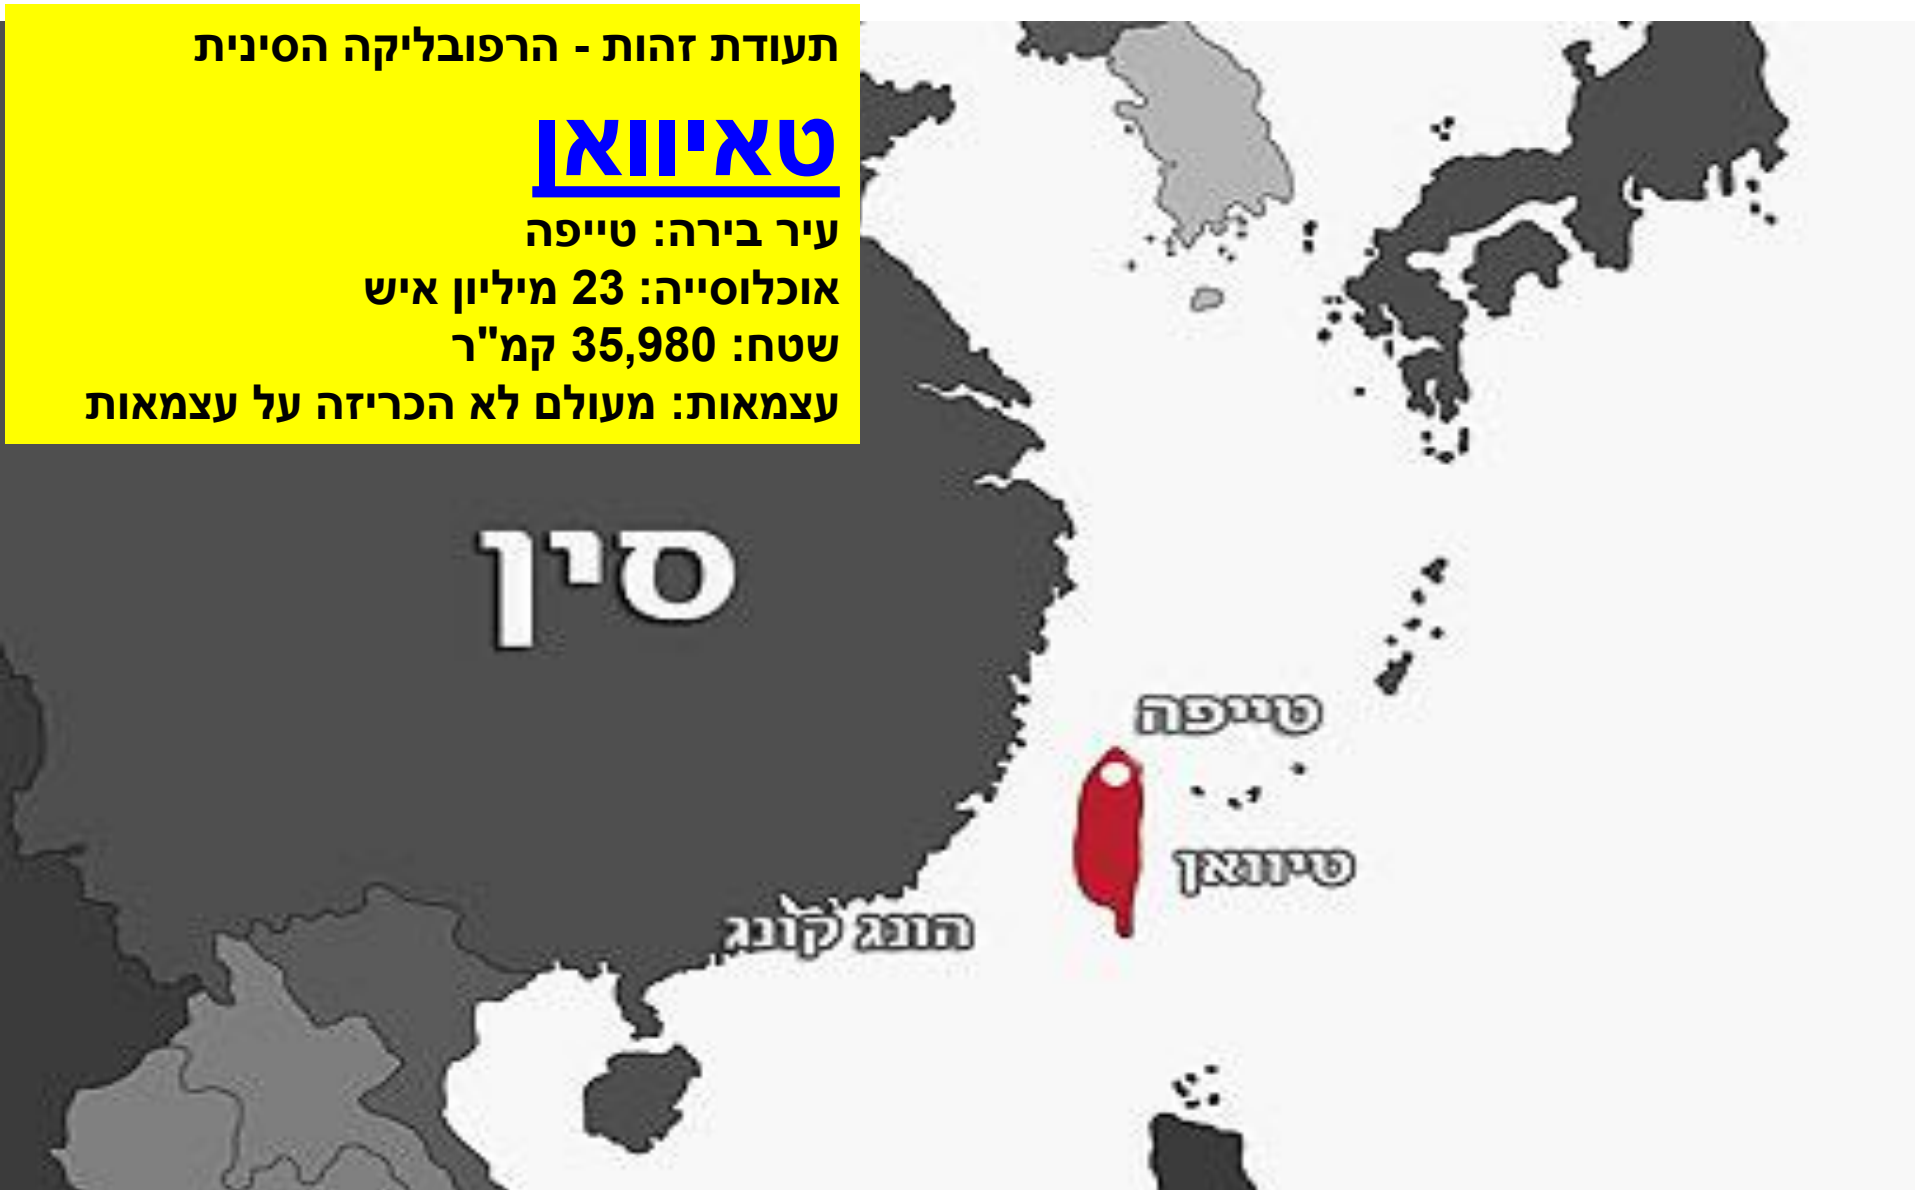 תעודת זהות - הרפובליקה הסינית
טאיוואן
עיר בירה: טייפה
אוכלוסייה: 23 מיליון איש
שטח: 35,980 קמ"ר
עצמאות: מעולם לא הכריזה על עצמאות
סין
טייפה
טיוואן
הונג קונג